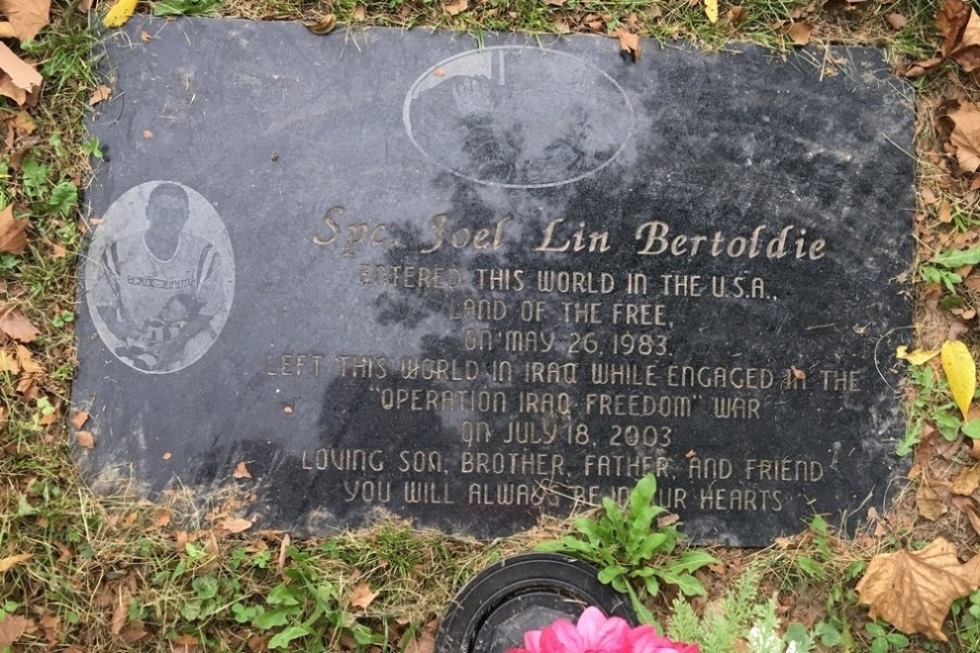 Spc. Joel Lin Bertoldie
ENTERED THIS WORLD IN THE U.S.A.,
LAND OF THE FREE,
ON MAY 26, 1983.
LEFT THIS WORLD IN IRAQ WHILE ENGAGED IN THE
"OPERATION IRAQ FREEDOM" WAR
ON JULY 18, 2003
LOVING SON, BROTHER, FATHER, AND FRIEND
YOU WILL ALWAYS BE IN OUR HEARTS